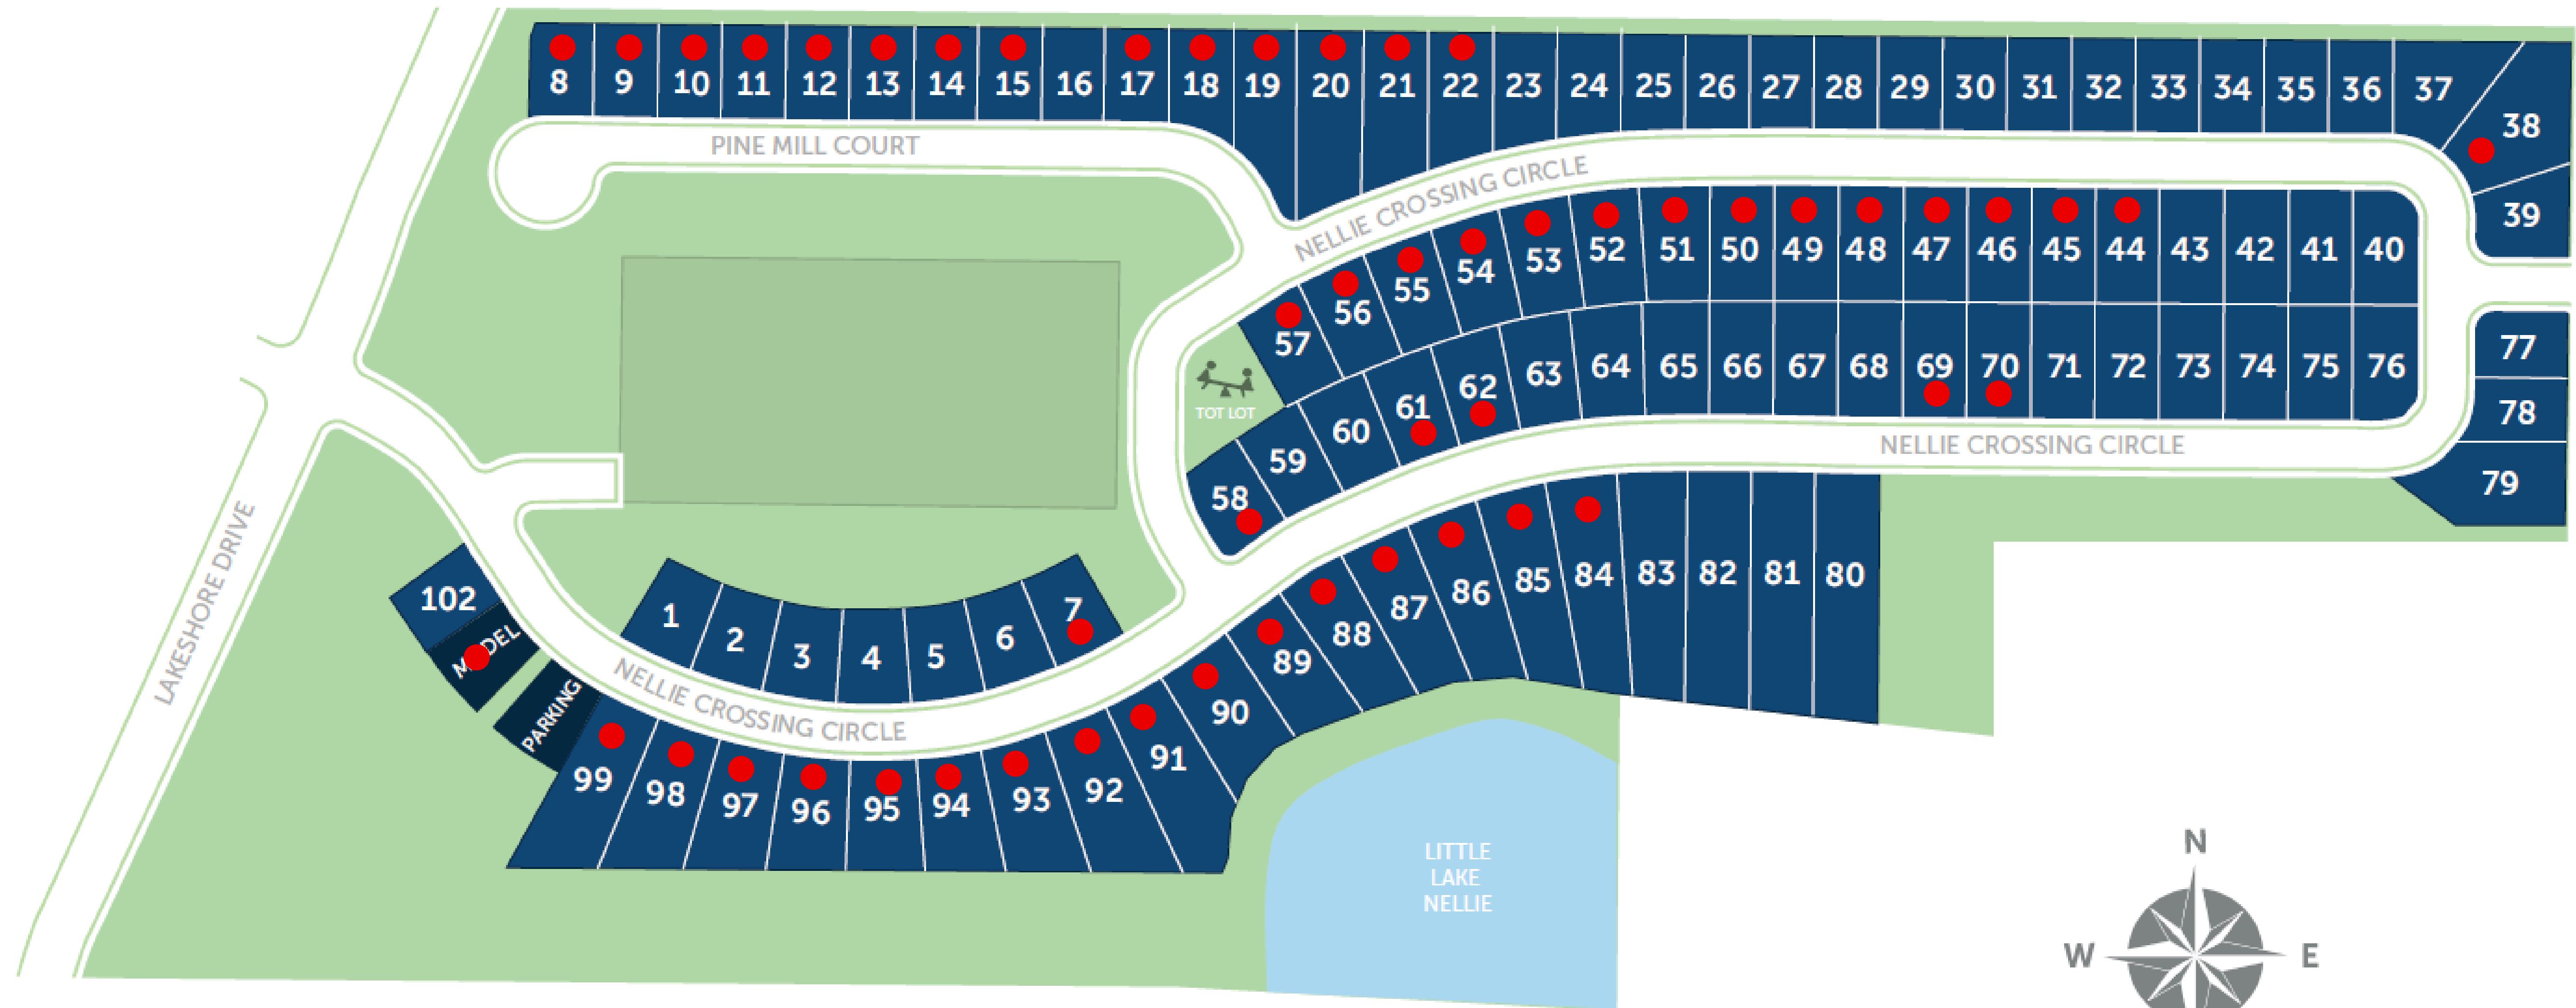 8 9 10 11 12 13 14 15 16 17 18 19 20 21 22 23 24 25 26 27 28 29 30 31 32 33 34 35 36 37
38
PINE MILL COURT
NELLIE CROSSING CIRCLE
39
57 56 55 54 53 52 51 50 49 48 47 46 45 44 43 42 41 40
TOT LOT
58 59 60 61 62 63 64 65 66 67 68 69 70 71 72 73 74 75 76
77
78
79
NELLIE CROSSING CIRCLE
LAKESHORE DRIVE
102
MODEL
PARKING
1 2 3 4 5 6 7
NELLIE CROSSING CIRCLE
99 98 97 96 95 94 93 92 91 90 89 88 87 86 85 84 83 82 81 80
LITTLE
LAKE
NELLIE
N
W E